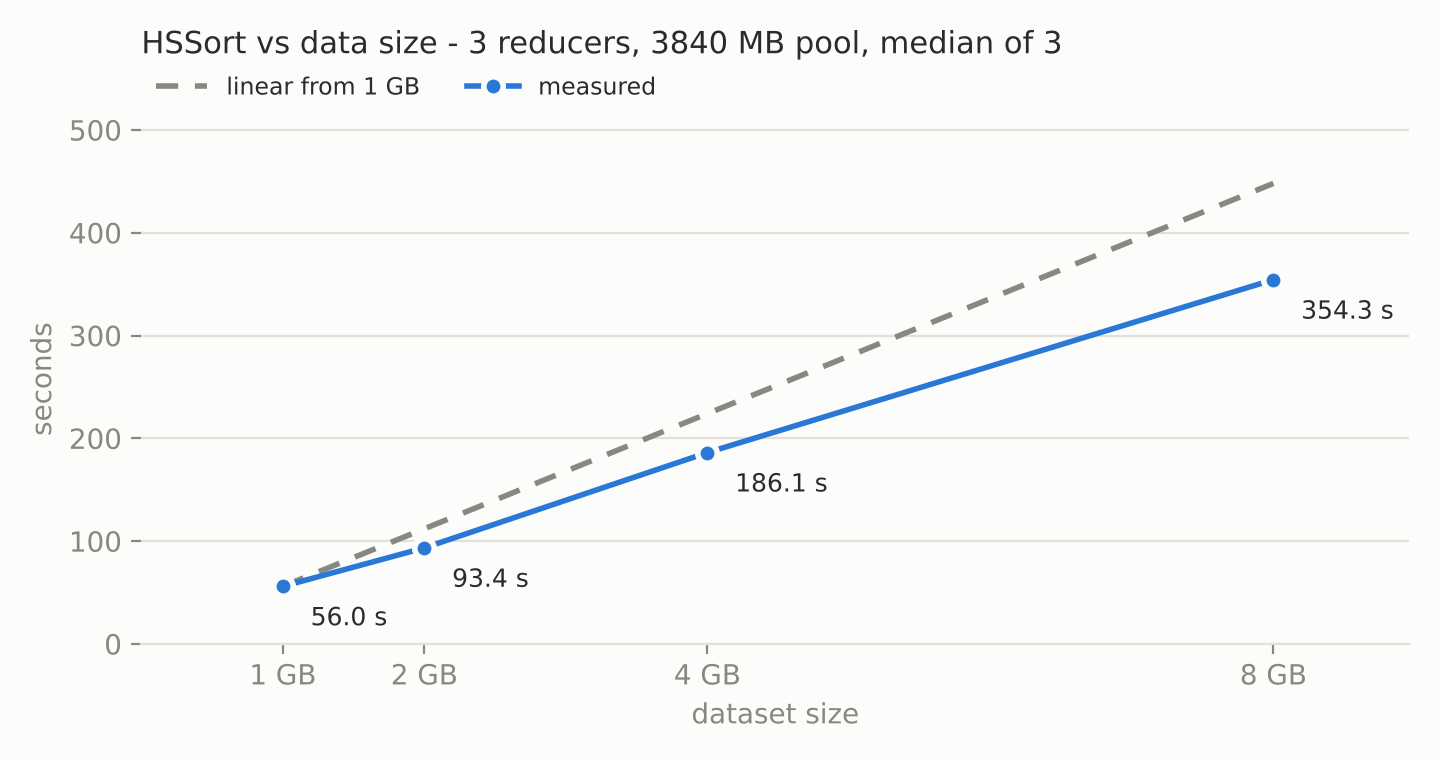 HSSort vs data size - 3 reducers, 3840 MB pool, median of 3
linear from 1 GB
measured
500
400
300
200
100
0
seconds
354.3 s
186.1 s
93.4 s
56.0 s
1 GB
2 GB
4 GB
8 GB
dataset size